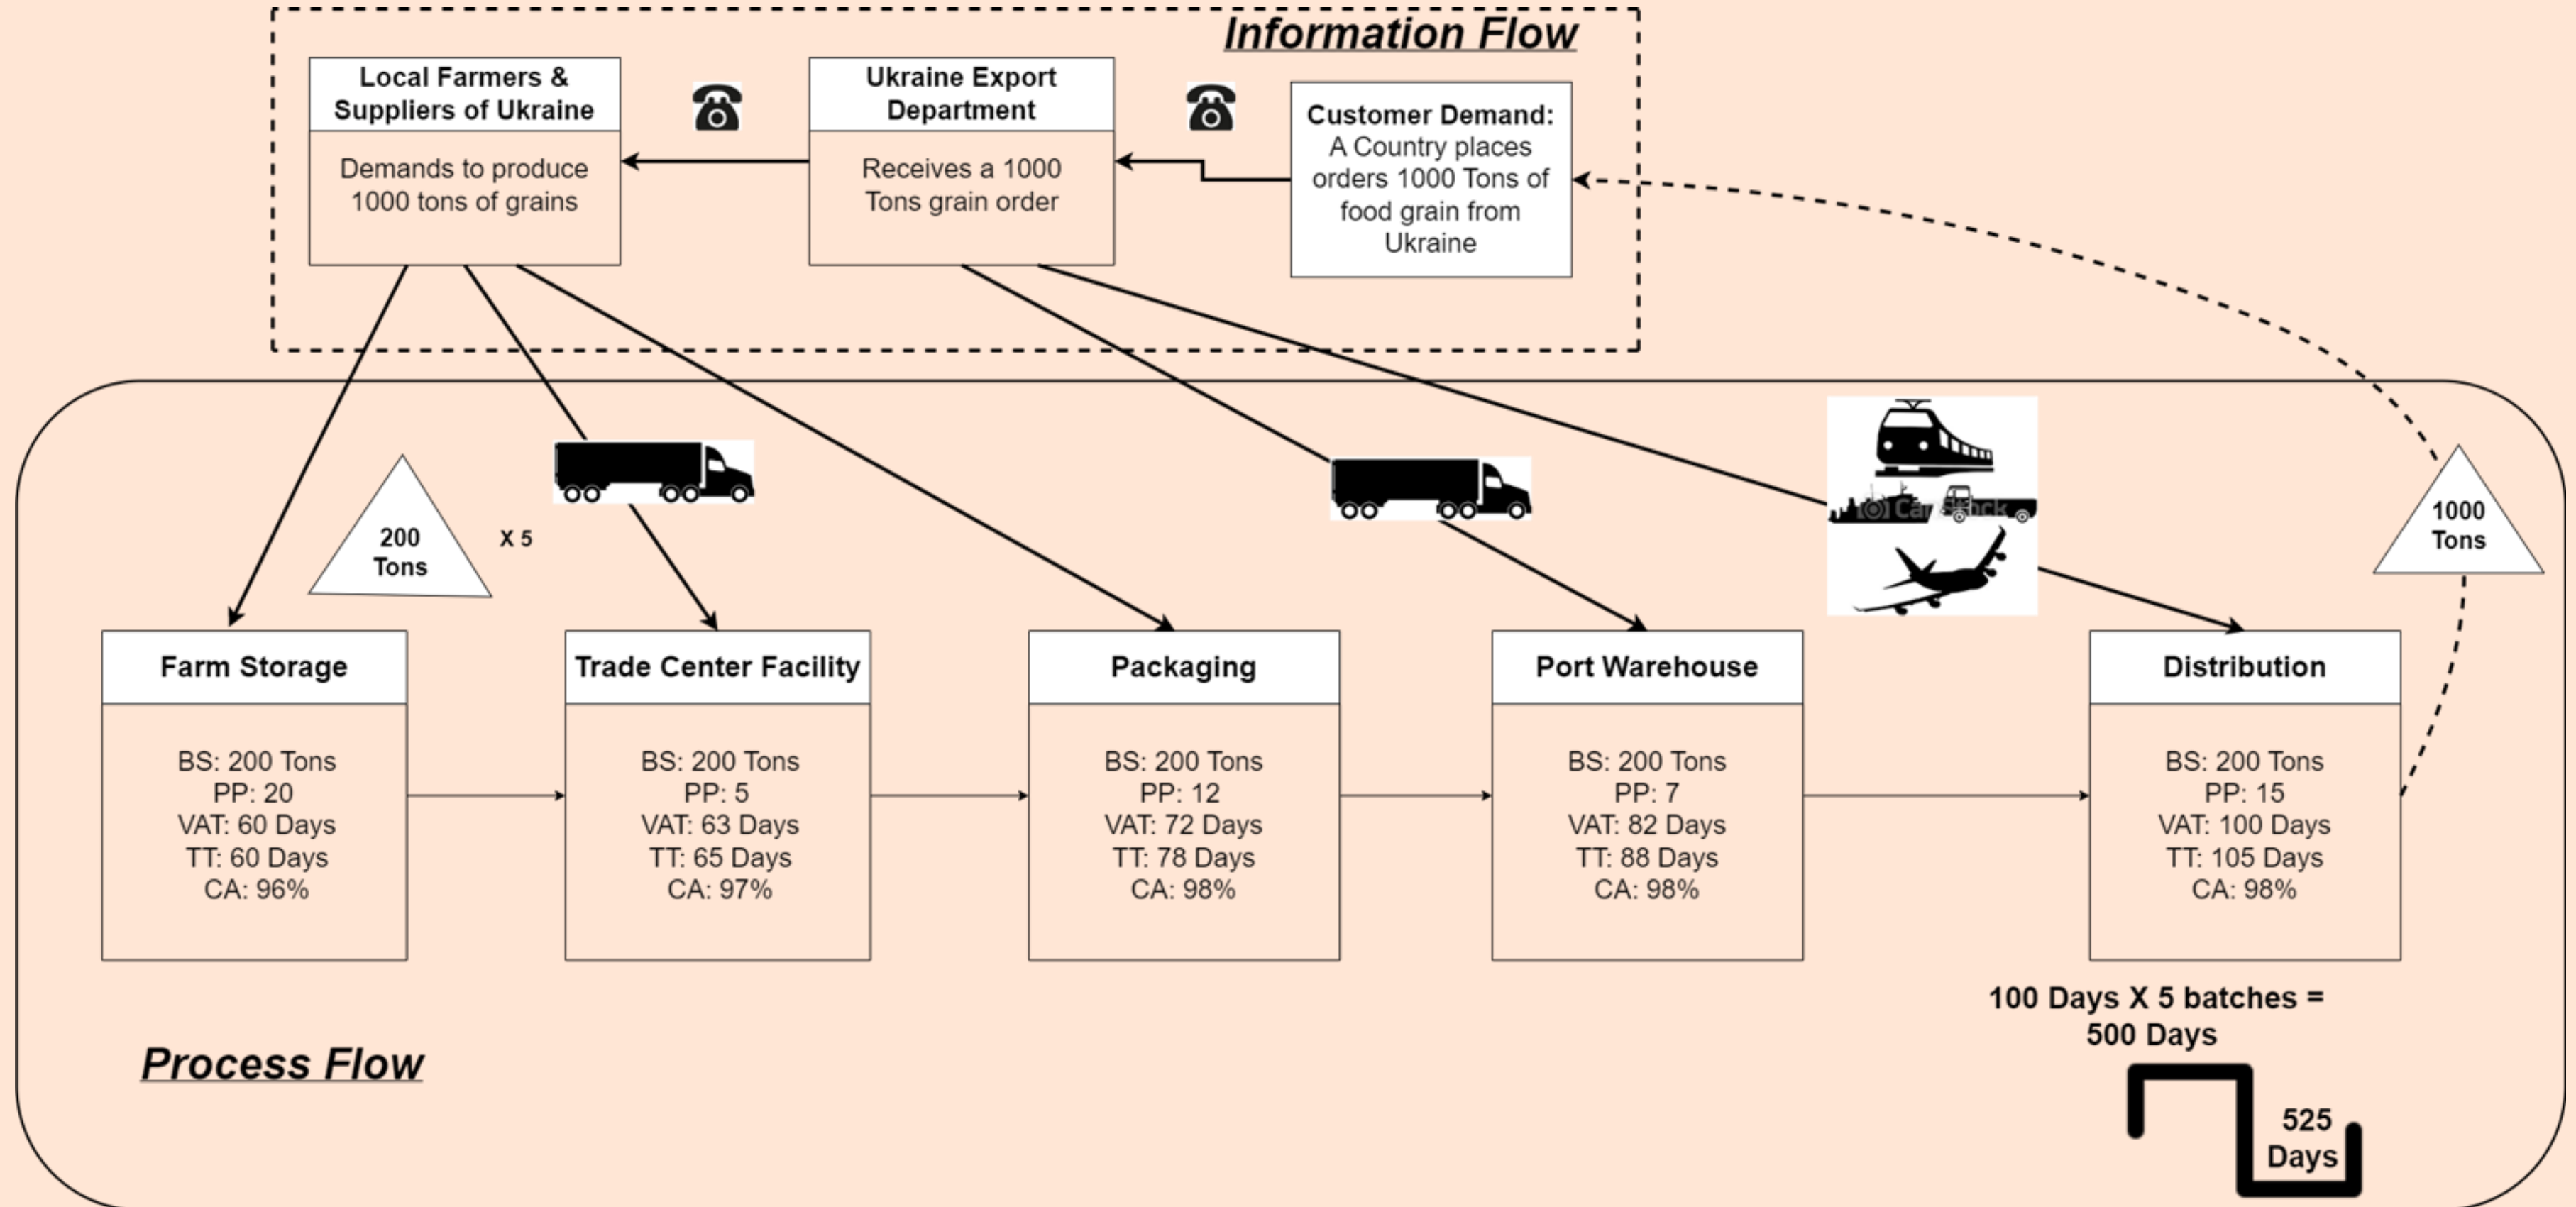 Information Flow
Local Farmers &
Suppliers of Ukraine
Demands to produce
1000 tons of grains
Ukraine Export
Department
Receives a 1000
Tons grain order
Customer Demand:
A Country places
orders 1000 Tons of
food grain from
Ukraine
200
Tons
X 5
1000
Tons
Farm Storage
BS: 200 Tons
PP: 20
VAT: 60 Days
TT: 60 Days
CA: 96%
Trade Center Facility
BS: 200 Tons
PP: 5
VAT: 63 Days
TT: 65 Days
CA: 97%
Packaging
BS: 200 Tons
PP: 12
VAT: 72 Days
TT: 78 Days
CA: 98%
Port Warehouse
BS: 200 Tons
PP: 7
VAT: 82 Days
TT: 88 Days
CA: 98%
Distribution
BS: 200 Tons
PP: 15
VAT: 100 Days
TT: 105 Days
CA: 98%
100 Days X 5 batches =
500 Days
525
Days
Process Flow